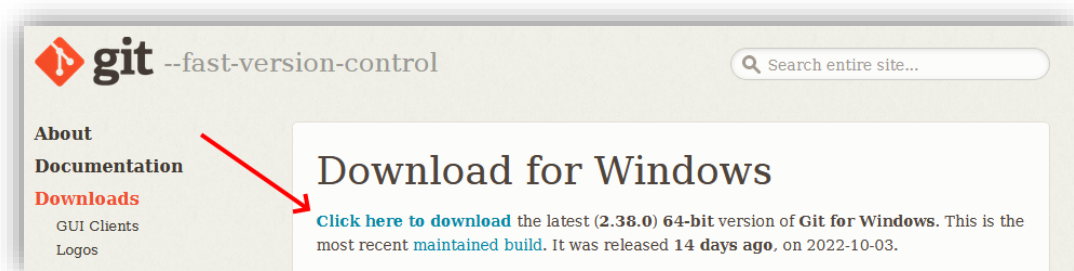 git --fast-version-control
Search entire site...
About
Documentation
Downloads
GUI Clients
Logos
Download for Windows
Click here to download the latest (2.38.0) 64-bit version of Git for Windows. This is the
most recent maintained build. It was released 14 days ago, on 2022-10-03.